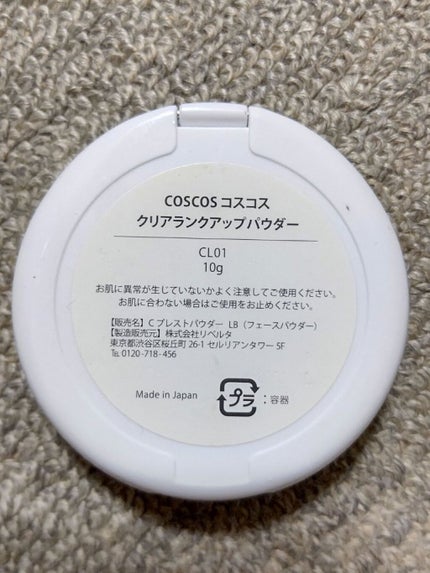 COSCOS コスコス
クリアランクアップパウダー
CL01
10g
お肌に異常が生じていないかよく注意してご使用ください。
お肌に合わない場合はご使用をお止めください。
【販売名】C プレストパウダー LB（フェースパウダー）
【製造販売元】株式会社リベルタ
東京都渋谷区桜丘町 26-1 セルリアンタワー 5F
℡ 0120-718-456
Made in Japan
プラ ：容器